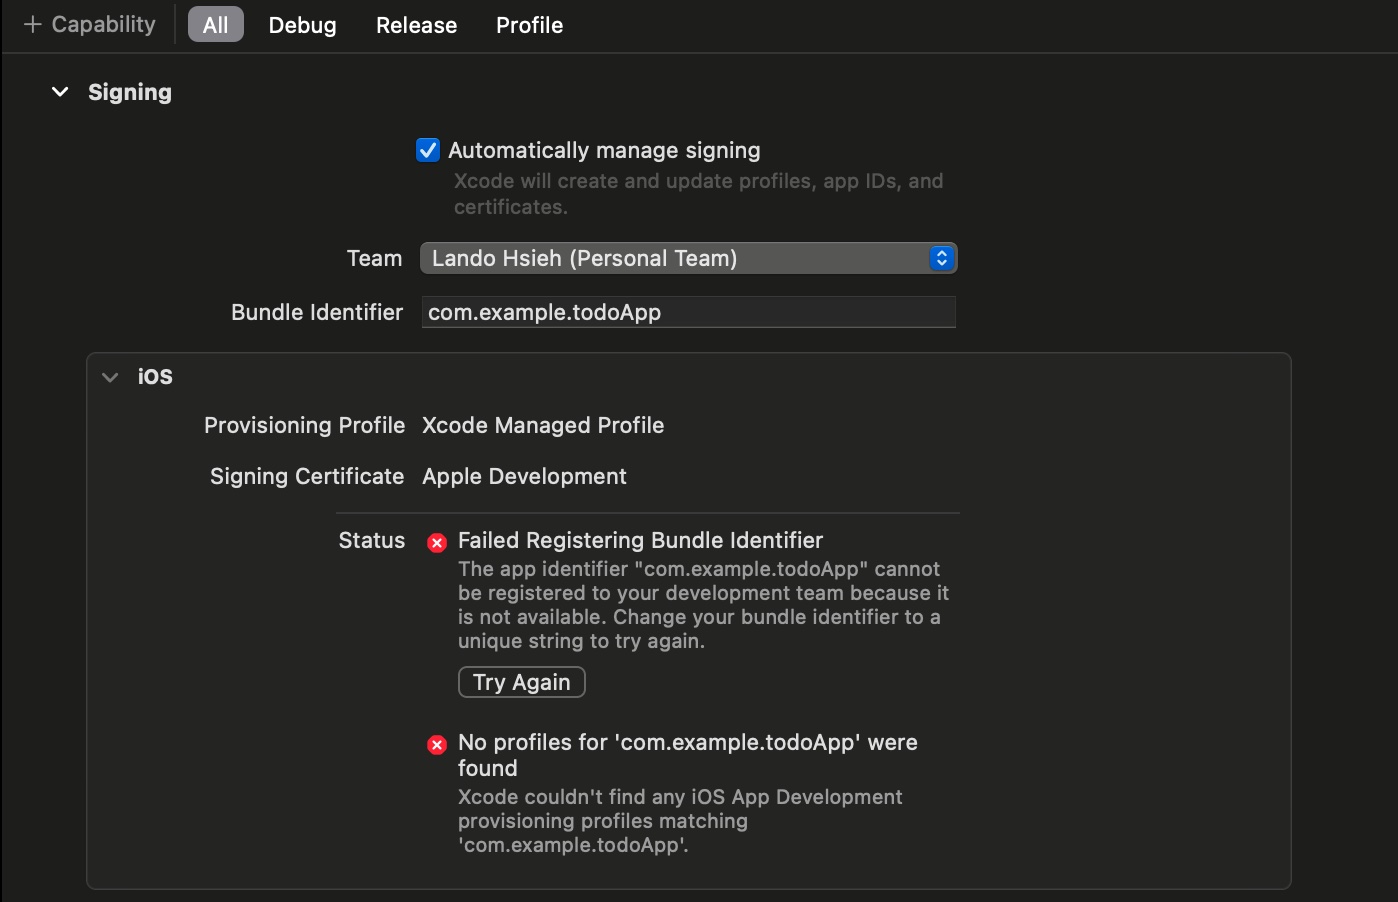 + Capability All Debug Release Profile
Signing
Automatically manage signing
Xcode will create and update profiles, app IDs, and
certificates.
Team Lando Hsieh (Personal Team)
Bundle Identifier com.example.todoApp
iOS
Provisioning Profile Xcode Managed Profile
Signing Certificate Apple Development
Status Failed Registering Bundle Identifier
The app identifier "com.example.todoApp" cannot
be registered to your development team because it
is not available. Change your bundle identifier to a
unique string to try again.
Try Again
No profiles for 'com.example.todoApp' were
found
Xcode couldn't find any iOS App Development
provisioning profiles matching
'com.example.todoApp'.